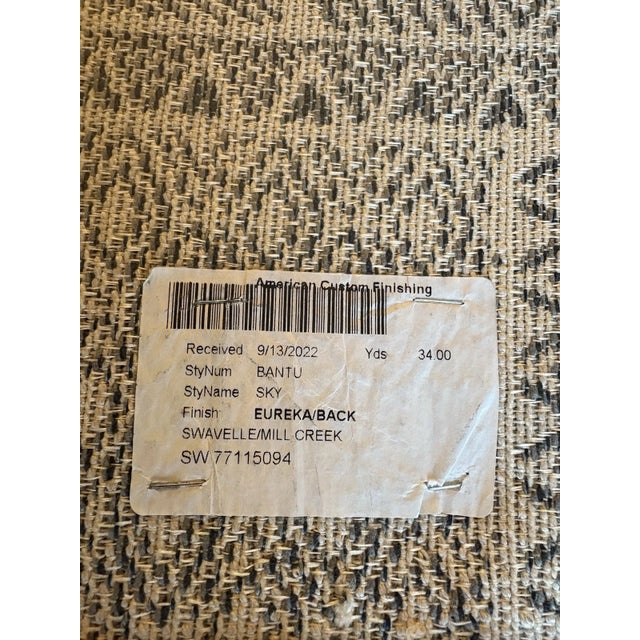 American Custom Finishing
Received 9/13/2022 Yds 34.00
StyNum BANTU
StyName SKY
Finish: EUREKA/BACK
SWAVELLE/MILL CREEK
SW 77115094